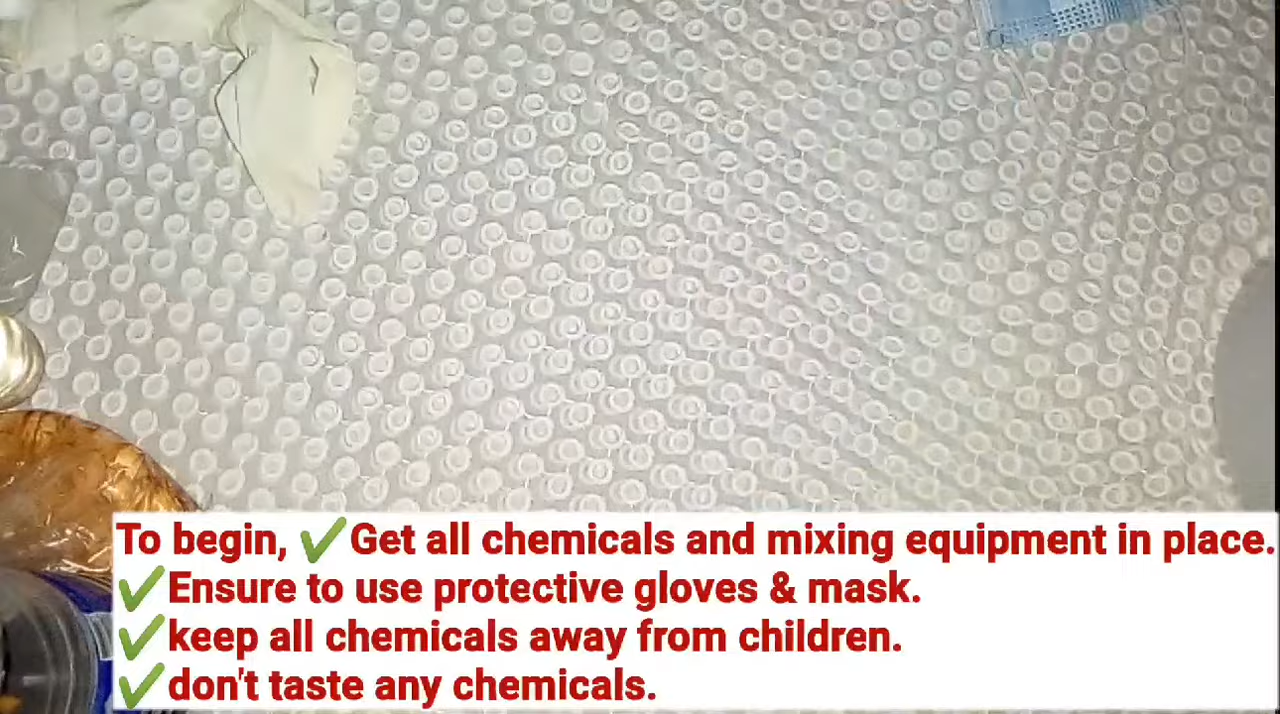 To begin, ✔Get all chemicals and mixing equipment in place.
✔Ensure to use protective gloves & mask.
✔keep all chemicals away from children.
✔don't taste any chemicals.